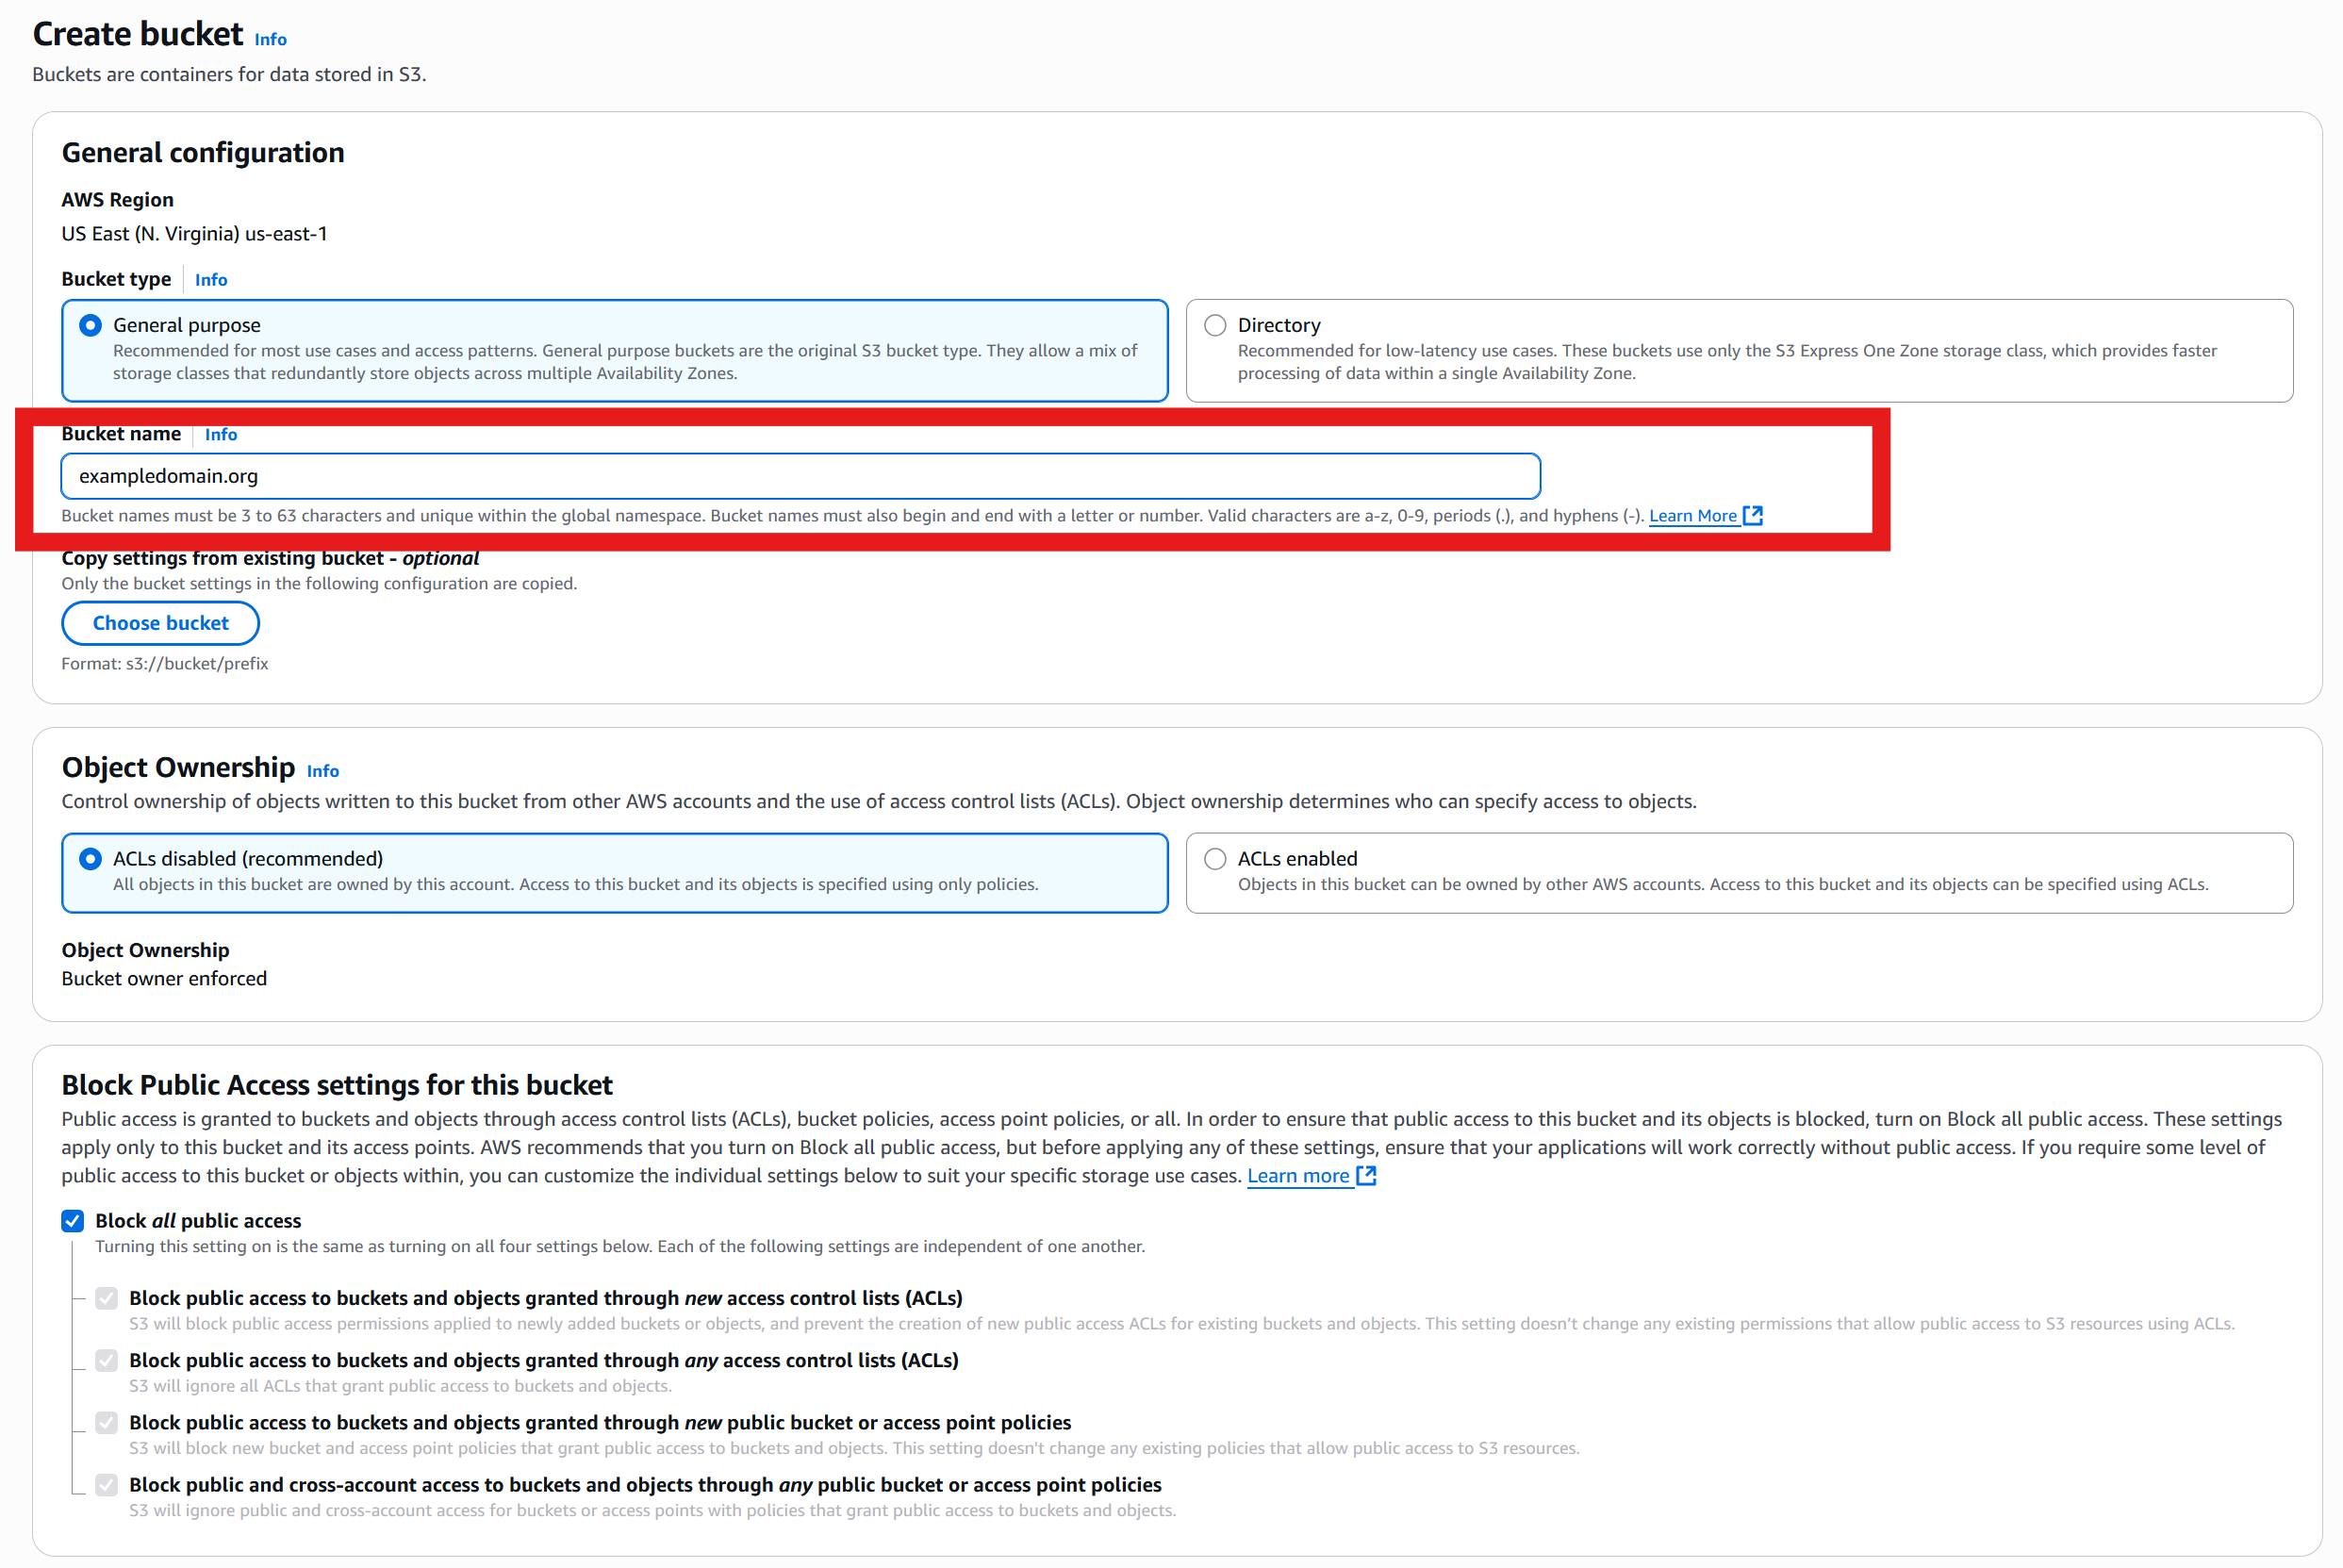 Create bucket Info
Buckets are containers for data stored in S3.
General configuration
AWS Region
US East (N. Virginia) us-east-1
Bucket type Info
General purpose
Recommended for most use cases and access patterns. General purpose buckets are the original S3 bucket type. They allow a mix of
storage classes that redundantly store objects across multiple Availability Zones.
Directory
Recommended for low-latency use cases. These buckets use only the S3 Express One Zone storage class, which provides faster
processing of data within a single Availability Zone.
Bucket name Info
exampledomain.org
Bucket names must be 3 to 63 characters and unique within the global namespace. Bucket names must also begin and end with a letter or number. Valid characters are a-z, 0-9, periods (.), and hyphens (-). Learn More
Copy settings from existing bucket - optional
Only the bucket settings in the following configuration are copied.
Choose bucket
Format: s3://bucket/prefix
Object Ownership Info
Control ownership of objects written to this bucket from other AWS accounts and the use of access control lists (ACLs). Object ownership determines who can specify access to objects.
ACLs disabled (recommended)
All objects in this bucket are owned by this account. Access to this bucket and its objects is specified using only policies.
ACLs enabled
Objects in this bucket can be owned by other AWS accounts. Access to this bucket and its objects can be specified using ACLs.
Object Ownership
Bucket owner enforced
Block Public Access settings for this bucket
Public access is granted to buckets and objects through access control lists (ACLs), bucket policies, access point policies, or all. In order to ensure that public access to this bucket and its objects is blocked, turn on Block all public access. These settings
apply only to this bucket and its access points. AWS recommends that you turn on Block all public access, but before applying any of these settings, ensure that your applications will work correctly without public access. If you require some level of
public access to this bucket or objects within, you can customize the individual settings below to suit your specific storage use cases. Learn more
Block all public access
Turning this setting on is the same as turning on all four settings below. Each of the following settings are independent of one another.
Block public access to buckets and objects granted through new access control lists (ACLs)
S3 will block public access permissions applied to newly added buckets or objects, and prevent the creation of new public access ACLs for existing buckets and objects. This setting doesn't change any existing permissions that allow public access to S3 resources using ACLs.
Block public access to buckets and objects granted through any access control lists (ACLs)
S3 will ignore all ACLs that grant public access to buckets and objects.
Block public access to buckets and objects granted through new public bucket or access point policies
S3 will block new bucket and access point policies that grant public access to buckets and objects. This setting doesn't change any existing policies that allow public access to S3 resources.
Block public and cross-account access to buckets and objects through any public bucket or access point policies
S3 will ignore public and cross-account access for buckets or access points with policies that grant public access to buckets and objects.